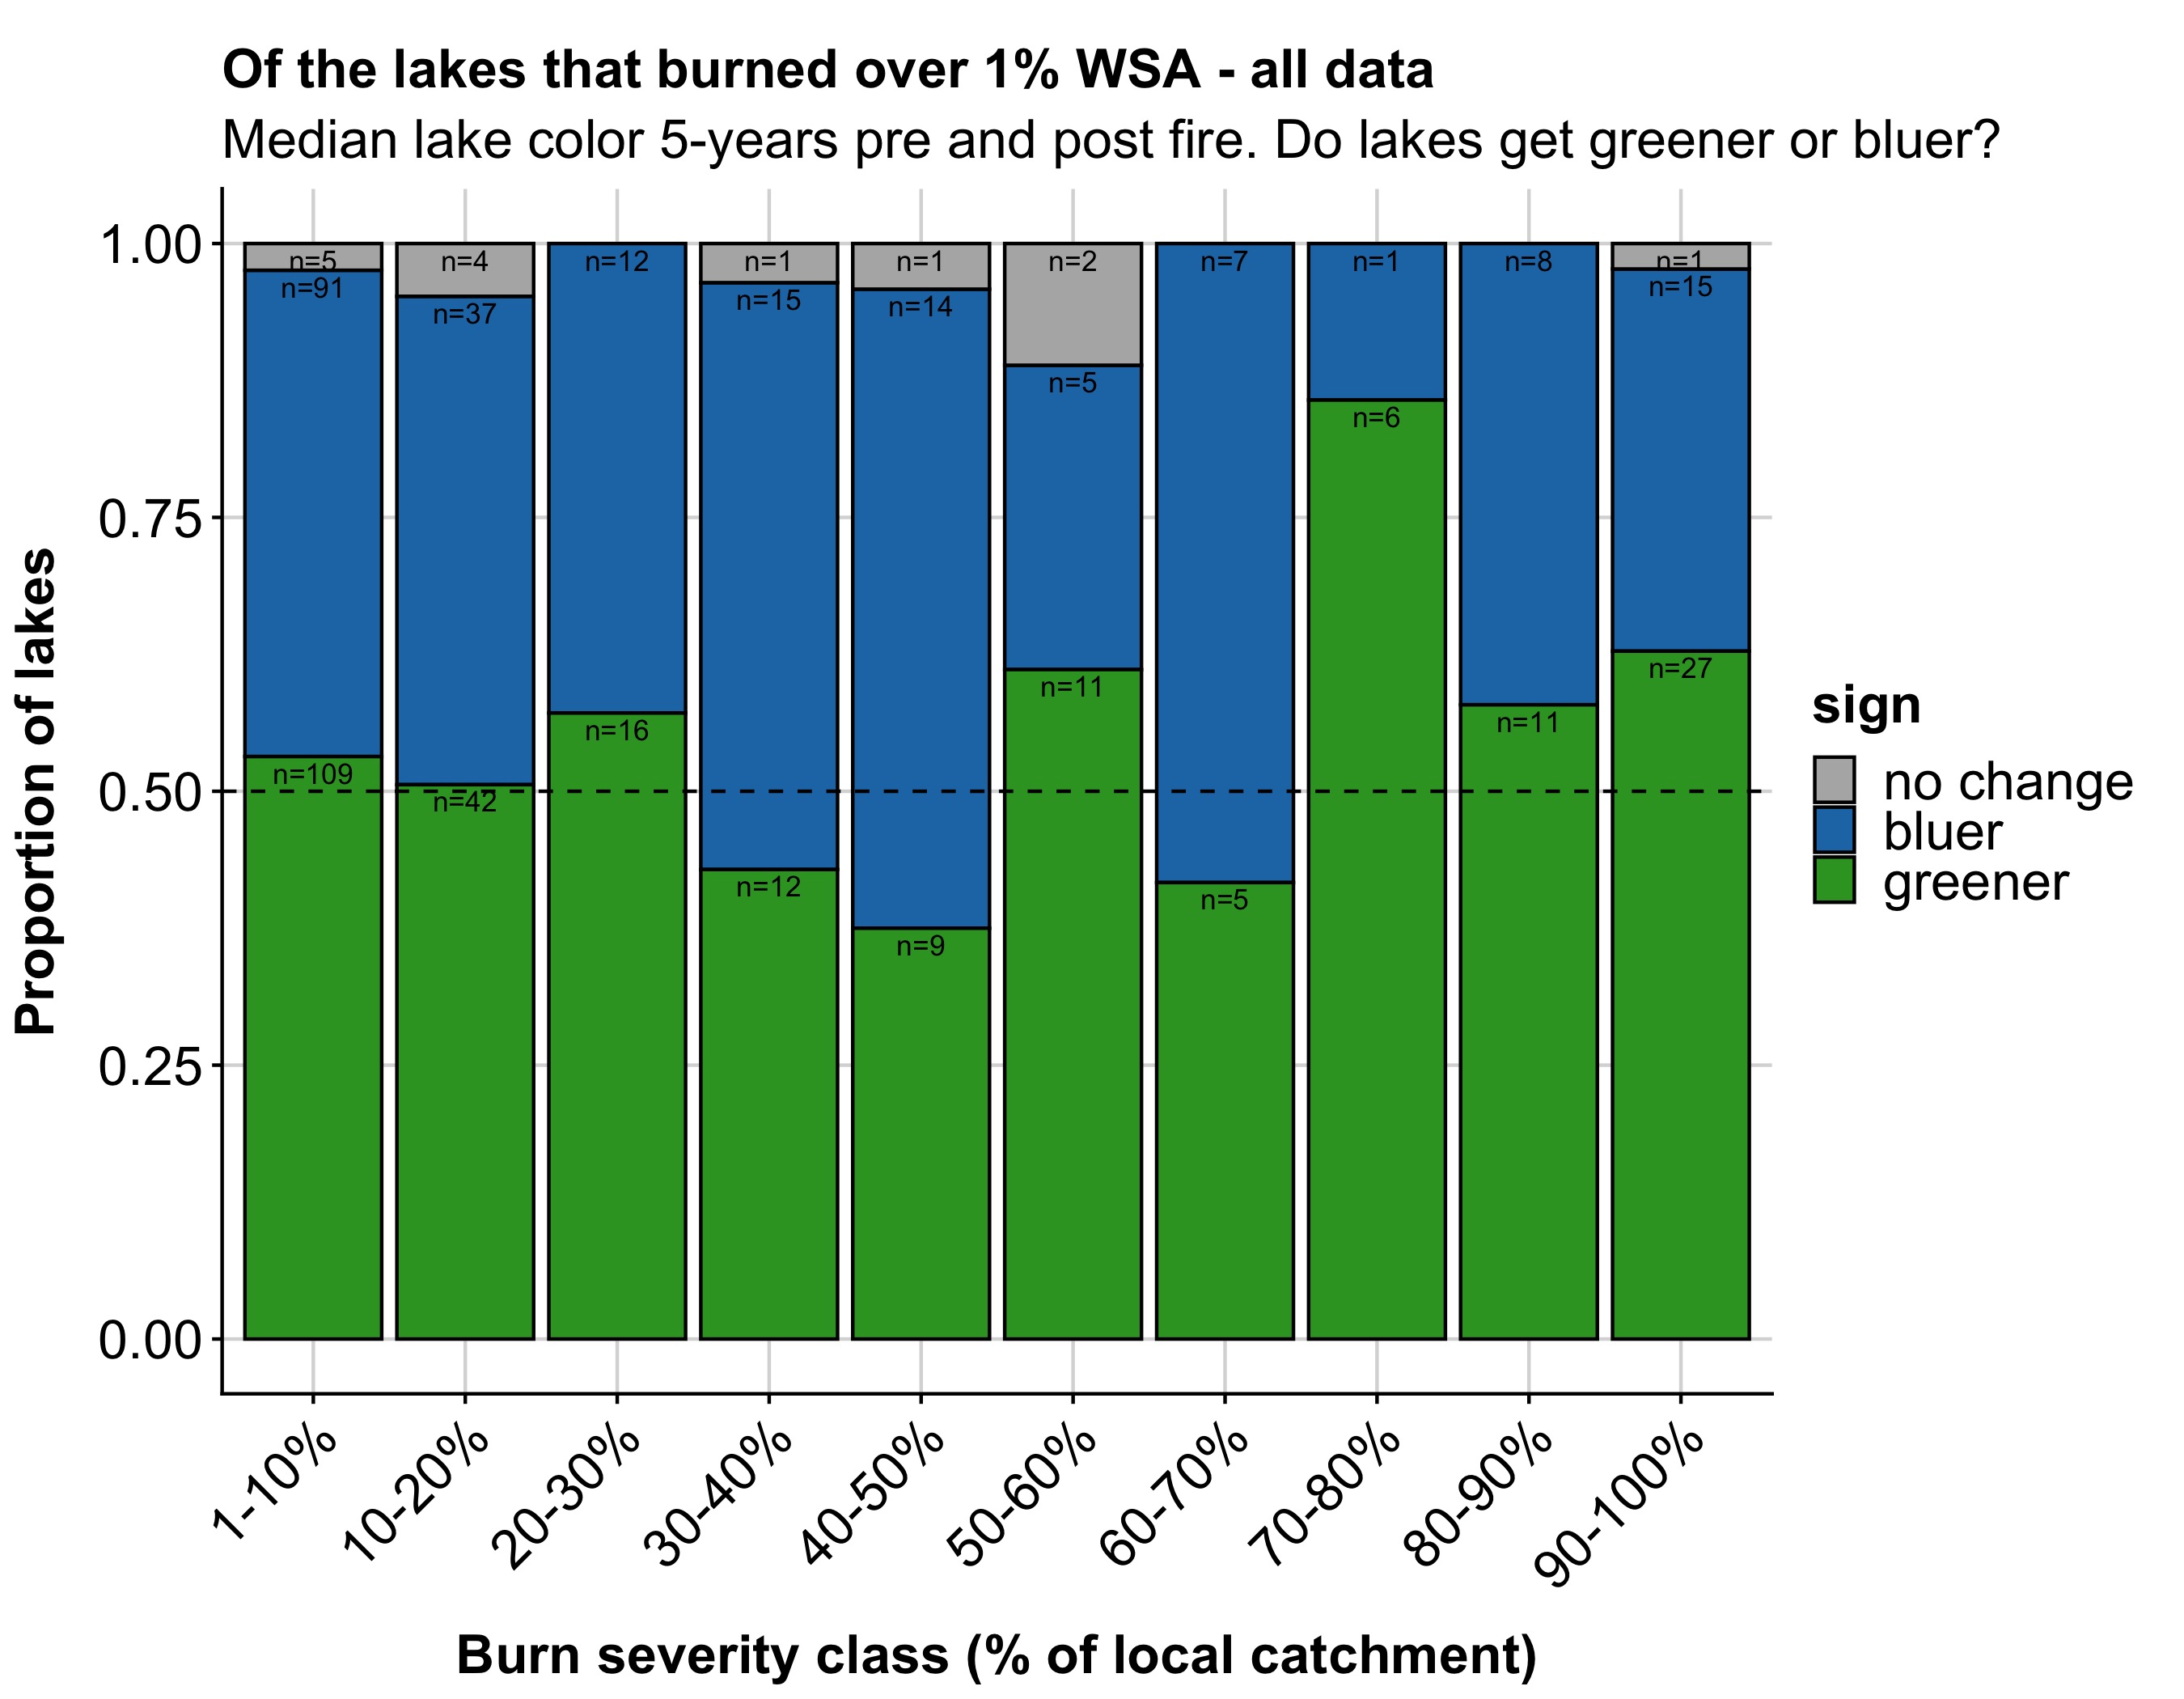 Of the lakes that burned over 1% WSA - all data
Median lake color 5-years pre and post fire. Do lakes get greener or bluer?
Proportion of lakes
1.00
0.75
0.50
0.25
0.00
n=5
n=91
n=109
n=4
n=37
n=42
n=12
n=16
n=1
n=15
n=12
n=1
n=14
n=9
n=2
n=5
n=11
n=7
n=5
n=1
n=6
n=8
n=11
n=1
n=15
n=27
sign
no change
bluer
greener
1-10%
10-20%
20-30%
30-40%
40-50%
50-60%
60-70%
70-80%
80-90%
90-100%
Burn severity class (% of local catchment)